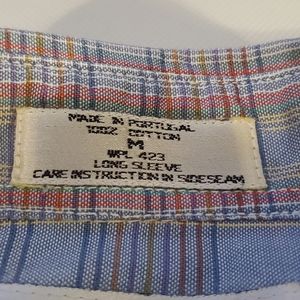 MADE IN PORTUGAL
100% COTTON
M
WPL 423
LONG SLEEVE
CARE INSTRUCTION IN SIDESEAM